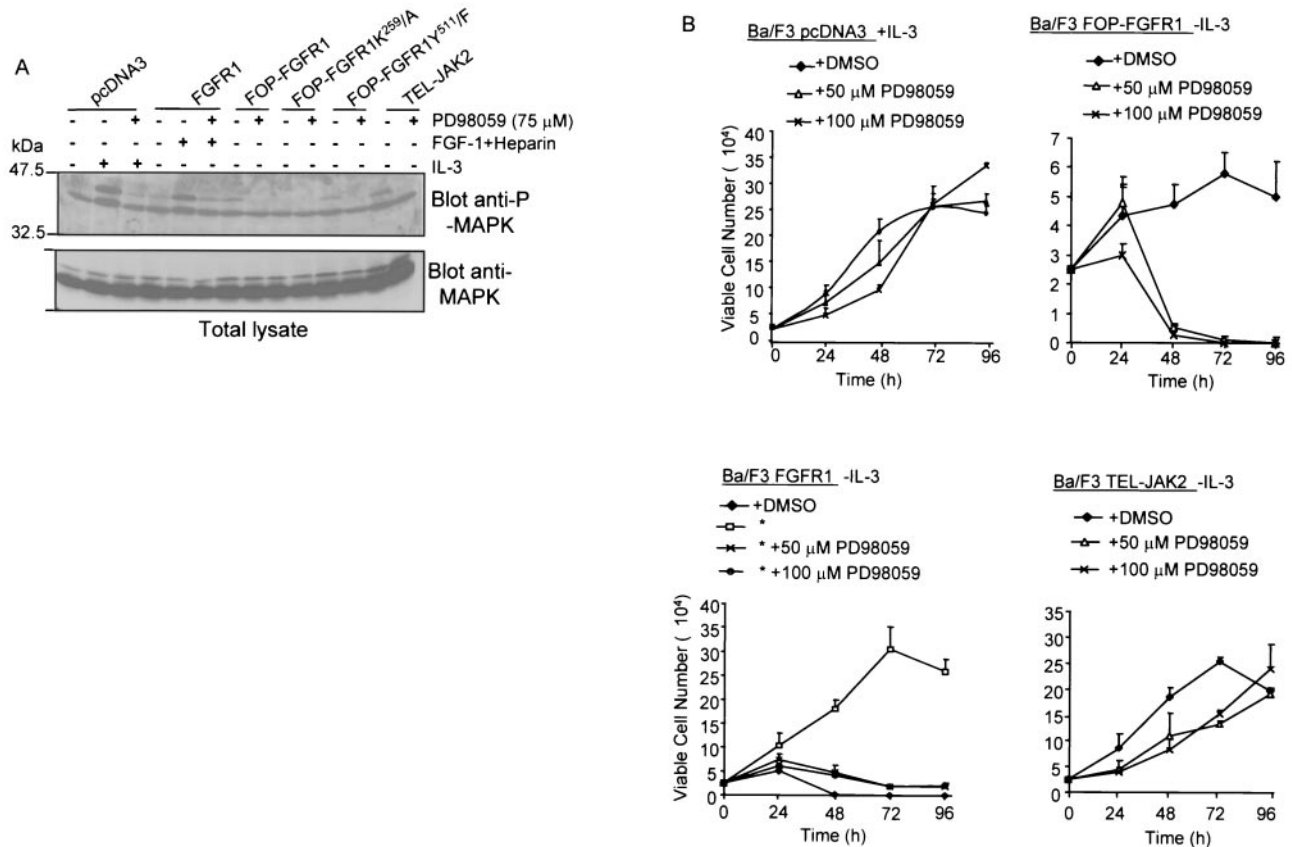 A
pcDNA3
FGFR1
FOP-FGFR1
FOP-FGFR1K259/A
FOP-FGFR1Y511/F
TEL-JAK2
- - + - - + - + - + - + - + PD98059 (75 μM)
- - - - + + - - - - - - - - FGF-1+Heparin
kDa
- + + - - - - - - - - - - - IL-3
47.5
Blot anti-P
-MAPK
32.5
Blot anti-
MAPK
Total lysate
B
Ba/F3 pcDNA3 +IL-3
+DMSO
+50 μM PD98059
+100 μM PD98059
Viable Cell Number ( 10⁴)
40
35
30
25
20
15
10
5
0
0 24 48 72 96
Time (h)
Ba/F3 FOP-FGFR1 -IL-3
+DMSO
+50 μM PD98059
+100 μM PD98059
7
6
5
4
3
2
1
0
0 24 48 72 96
Time (h)
Ba/F3 FGFR1 -IL-3
+DMSO
*
* +50 μM PD98059
* +100 μM PD98059
Viable Cell Number ( 10⁴)
40
35
30
25
20
15
10
5
0
0 24 48 72 96
Time (h)
Ba/F3 TEL-JAK2 -IL-3
+DMSO
+50 μM PD98059
+100 μM PD98059
40
35
30
25
20
15
10
5
0
0 24 48 72 96
Time (h)